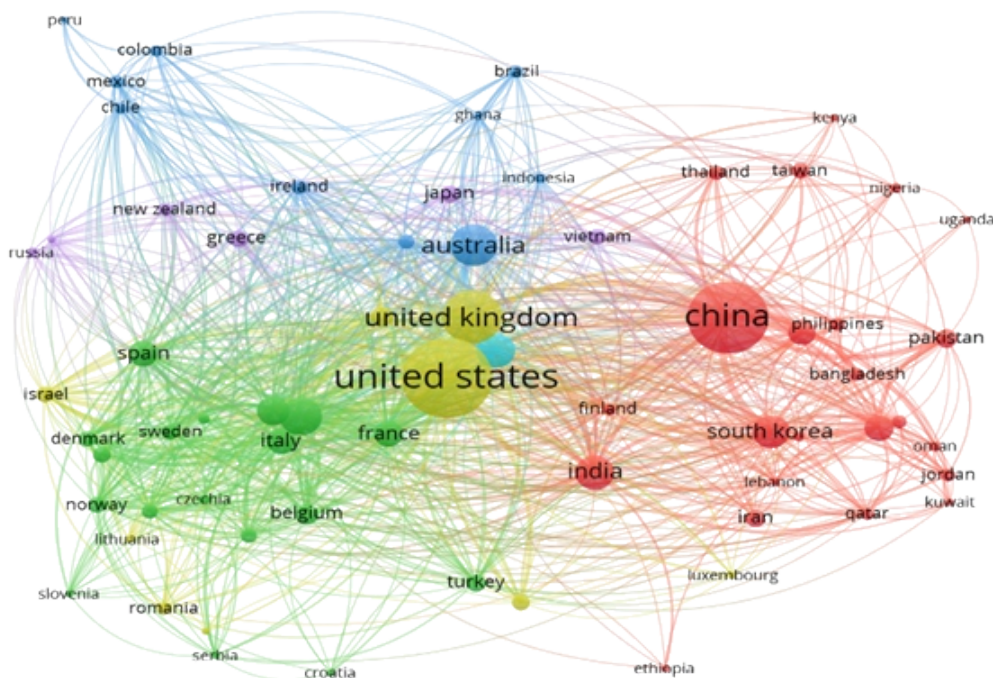 peru
colombia
mexico
brazil
chile
ghana
kenya
thailand
taiwan
indonesia
ireland
japan
nigeria
new zealand
uganda
greece
vietnam
australia
russia
china
united kingdom
philippines
pakistan
spain
bangladesh
united states
israel
finland
denmark
sweden
italy
france
south korea
oman
india
jordan
lebanon
norway
czechia
kuwait
belgium
iran
qatar
lithuania
luxembourg
turkey
slovenia
romania
serbia
croatia
ethiopia